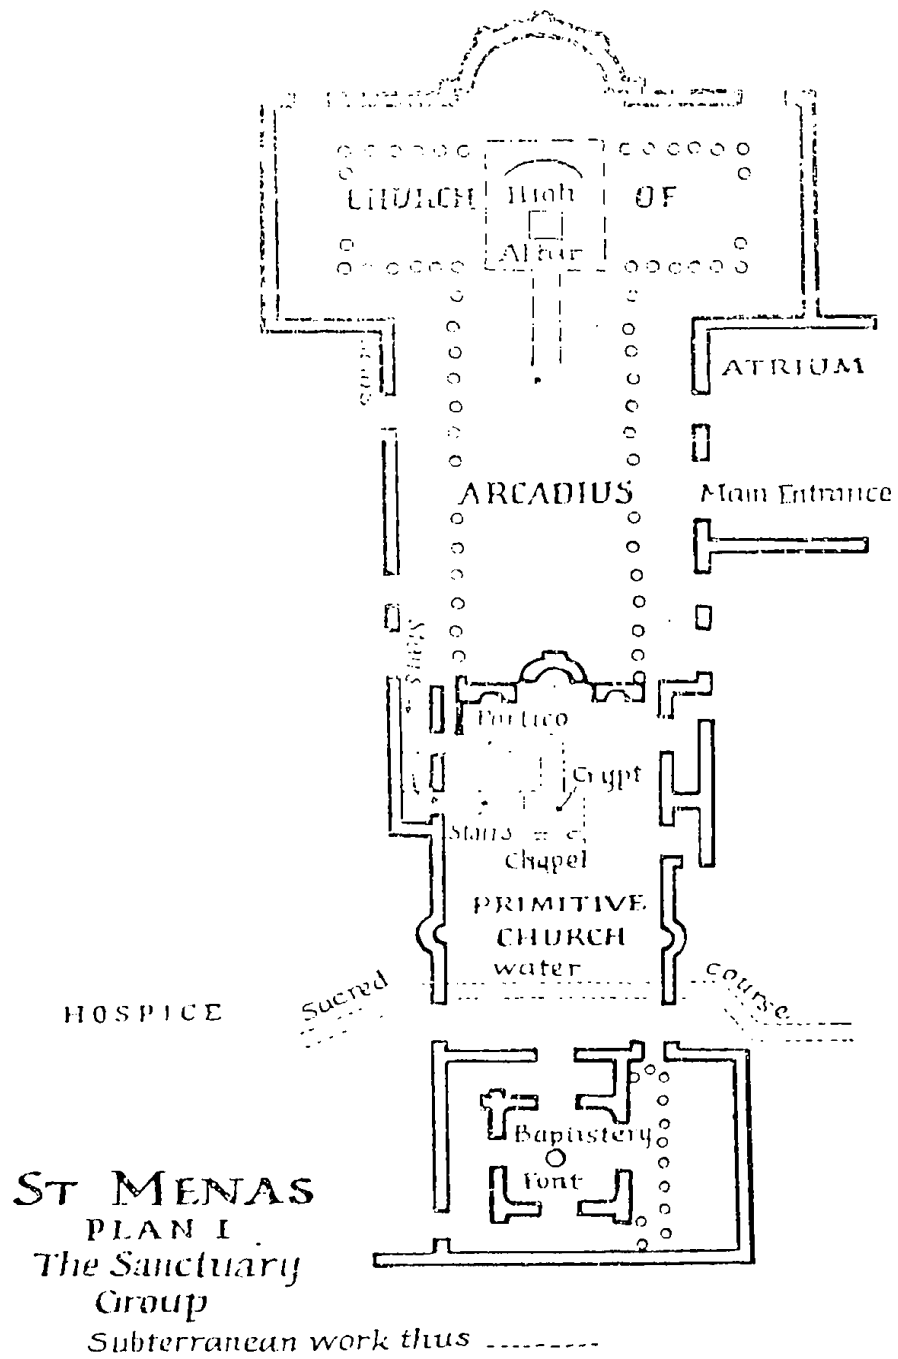 CHURCH OF
High
Altar
ATRIUM
ARCADIUS
Main Entrance
Stairs
Portico
Crypt
Stairs
Chapel
PRIMITIVE
CHURCH
Sacred water course
HOSPICE
Baptistery
Font
ST MENAS
PLAN I.
The Sanctuary
Group
Subterranean work thus